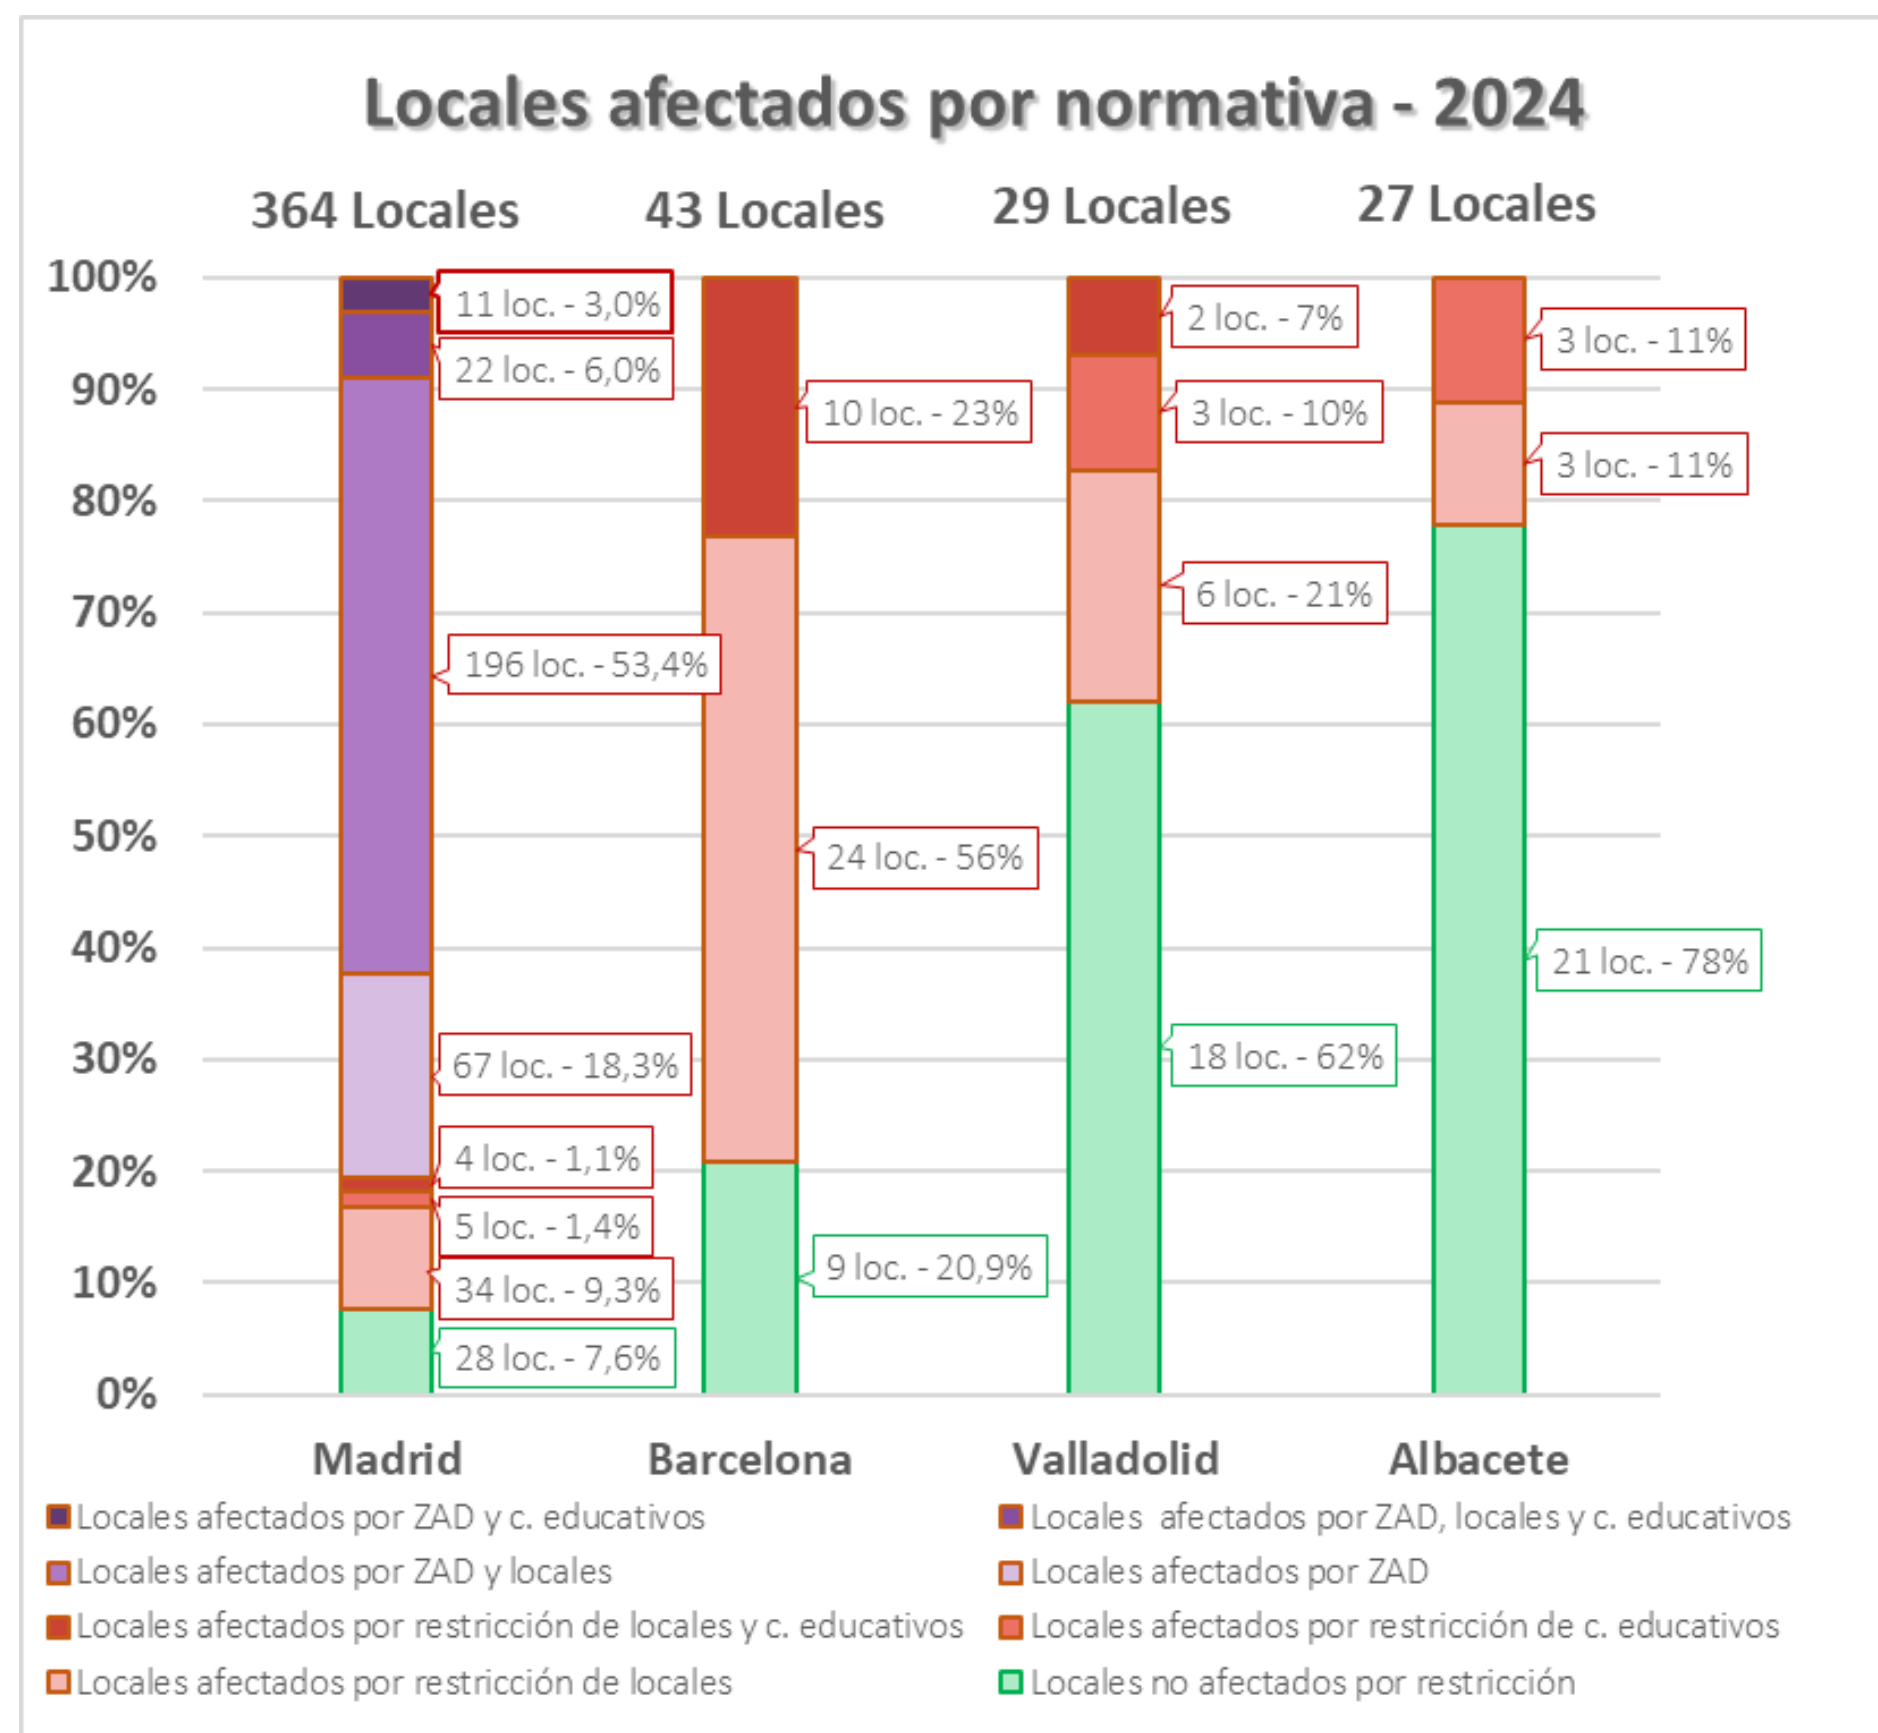 Locales afectados por normativa - 2024
364 Locales
43 Locales
29 Locales
27 Locales
100%
90%
80%
70%
60%
50%
40%
30%
20%
10%
0%
11 loc. - 3,0%
22 loc. - 6,0%
196 loc. - 53,4%
67 loc. - 18,3%
4 loc. - 1,1%
5 loc. - 1,4%
34 loc. - 9,3%
28 loc. - 7,6%
10 loc. - 23%
24 loc. - 56%
9 loc. - 20,9%
2 loc. - 7%
3 loc. - 10%
6 loc. - 21%
18 loc. - 62%
3 loc. - 11%
3 loc. - 11%
21 loc. - 78%
Madrid
Barcelona
Valladolid
Albacete
Locales afectados por ZAD y c. educativos
Locales afectados por ZAD, locales y c. educativos
Locales afectados por ZAD y locales
Locales afectados por ZAD
Locales afectados por restricción de locales y c. educativos
Locales afectados por restricción de c. educativos
Locales afectados por restricción de locales
Locales no afectados por restricción